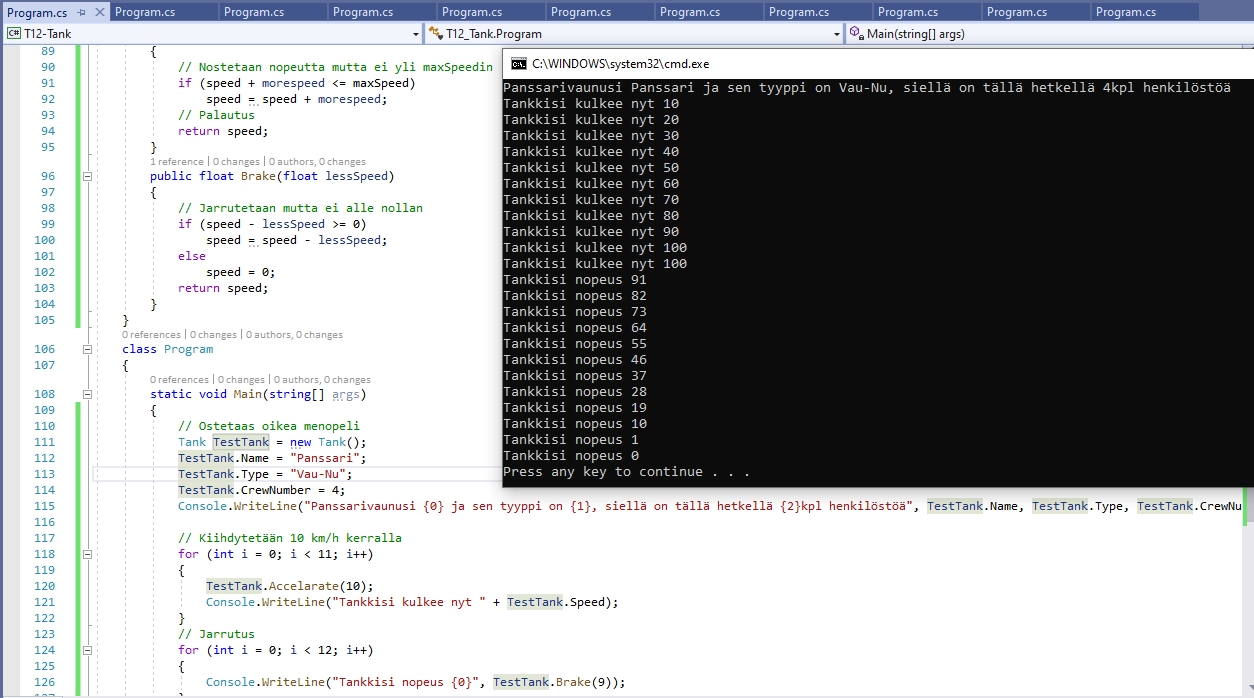 Program.cs Program.cs Program.cs Program.cs Program.cs Program.cs Program.cs Program.cs Program.cs Program.cs Program.cs
C# T12-Tank T12_Tank.Program Main(string[] args)
89 {
90 // Nostetaan nopeutta mutta ei yli maxSpeedin
91 if (speed + morespeed <= maxSpeed)
92 speed = speed + morespeed;
93 // Palautus
94 return speed;
95 }
1 reference | 0 changes | 0 authors, 0 changes
96 public float Brake(float lessSpeed)
97 {
98 // Jarrutetaan mutta ei alle nollan
99 if (speed - lessSpeed >= 0)
100 speed = speed - lessSpeed;
101 else
102 speed = 0;
103 return speed;
104 }
105 }
0 references | 0 changes | 0 authors, 0 changes
106 class Program
107 {
0 references | 0 changes | 0 authors, 0 changes
108 static void Main(string[] args)
109 {
110 // Ostetaas oikea menopeli
111 Tank TestTank = new Tank();
112 TestTank.Name = "Panssari";
113 TestTank.Type = "Vau-Nu";
114 TestTank.CrewNumber = 4;
115 Console.WriteLine("Panssarivaunusi {0} ja sen tyyppi on {1}, siellä on tällä hetkellä {2}kpl henkilöstöä", TestTank.Name, TestTank.Type, TestTank.CrewNu
116
117 // Kiihdytetään 10 km/h kerralla
118 for (int i = 0; i < 11; i++)
119 {
120 TestTank.Accelarate(10);
121 Console.WriteLine("Tankkisi kulkee nyt " + TestTank.Speed);
122 }
123 // Jarrutus
124 for (int i = 0; i < 12; i++)
125 {
126 Console.WriteLine("Tankkisi nopeus {0}", TestTank.Brake(9));
C:\WINDOWS\system32\cmd.exe
Panssarivaunusi Panssari ja sen tyyppi on Vau-Nu, siellä on tällä hetkellä 4kpl henkilöstöä
Tankkisi kulkee nyt 10
Tankkisi kulkee nyt 20
Tankkisi kulkee nyt 30
Tankkisi kulkee nyt 40
Tankkisi kulkee nyt 50
Tankkisi kulkee nyt 60
Tankkisi kulkee nyt 70
Tankkisi kulkee nyt 80
Tankkisi kulkee nyt 90
Tankkisi kulkee nyt 100
Tankkisi kulkee nyt 100
Tankkisi nopeus 91
Tankkisi nopeus 82
Tankkisi nopeus 73
Tankkisi nopeus 64
Tankkisi nopeus 55
Tankkisi nopeus 46
Tankkisi nopeus 37
Tankkisi nopeus 28
Tankkisi nopeus 19
Tankkisi nopeus 10
Tankkisi nopeus 1
Tankkisi nopeus 0
Press any key to continue . . .